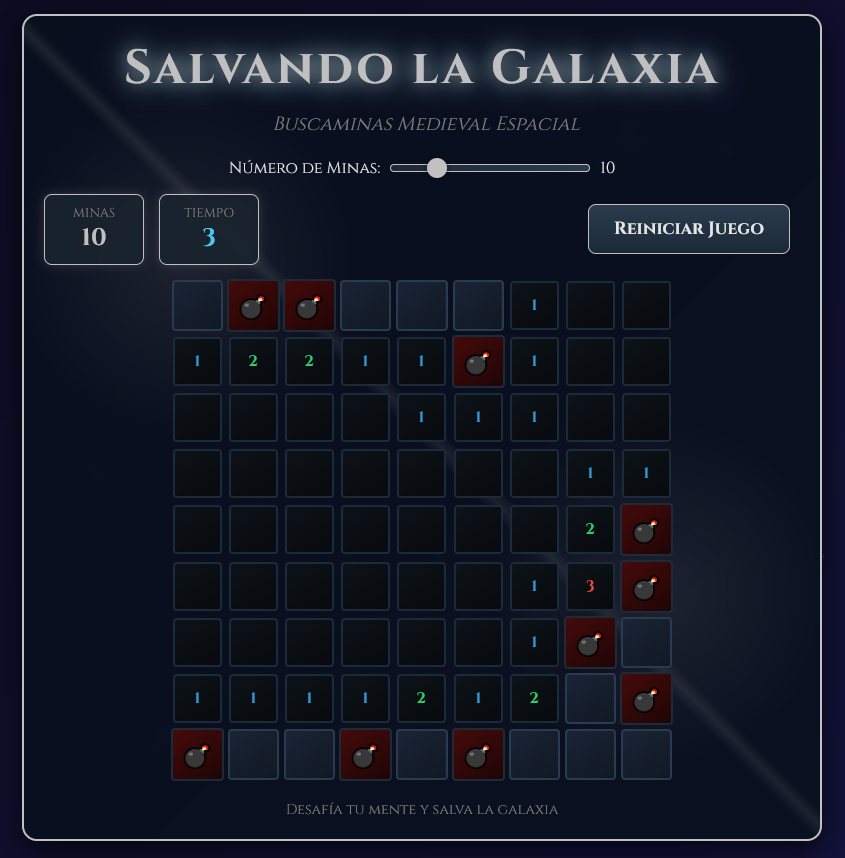 Salvando la Galaxia
Buscaminas Medieval Espacial
Número de Minas: 10
MINAS
10
TIEMPO
3
Reiniciar Juego
1
1 2 2 1 1 1
1 1 1
1 1
2
1 3
1
1 1 1 1 2 1 2
Desafía tu mente y salva la galaxia